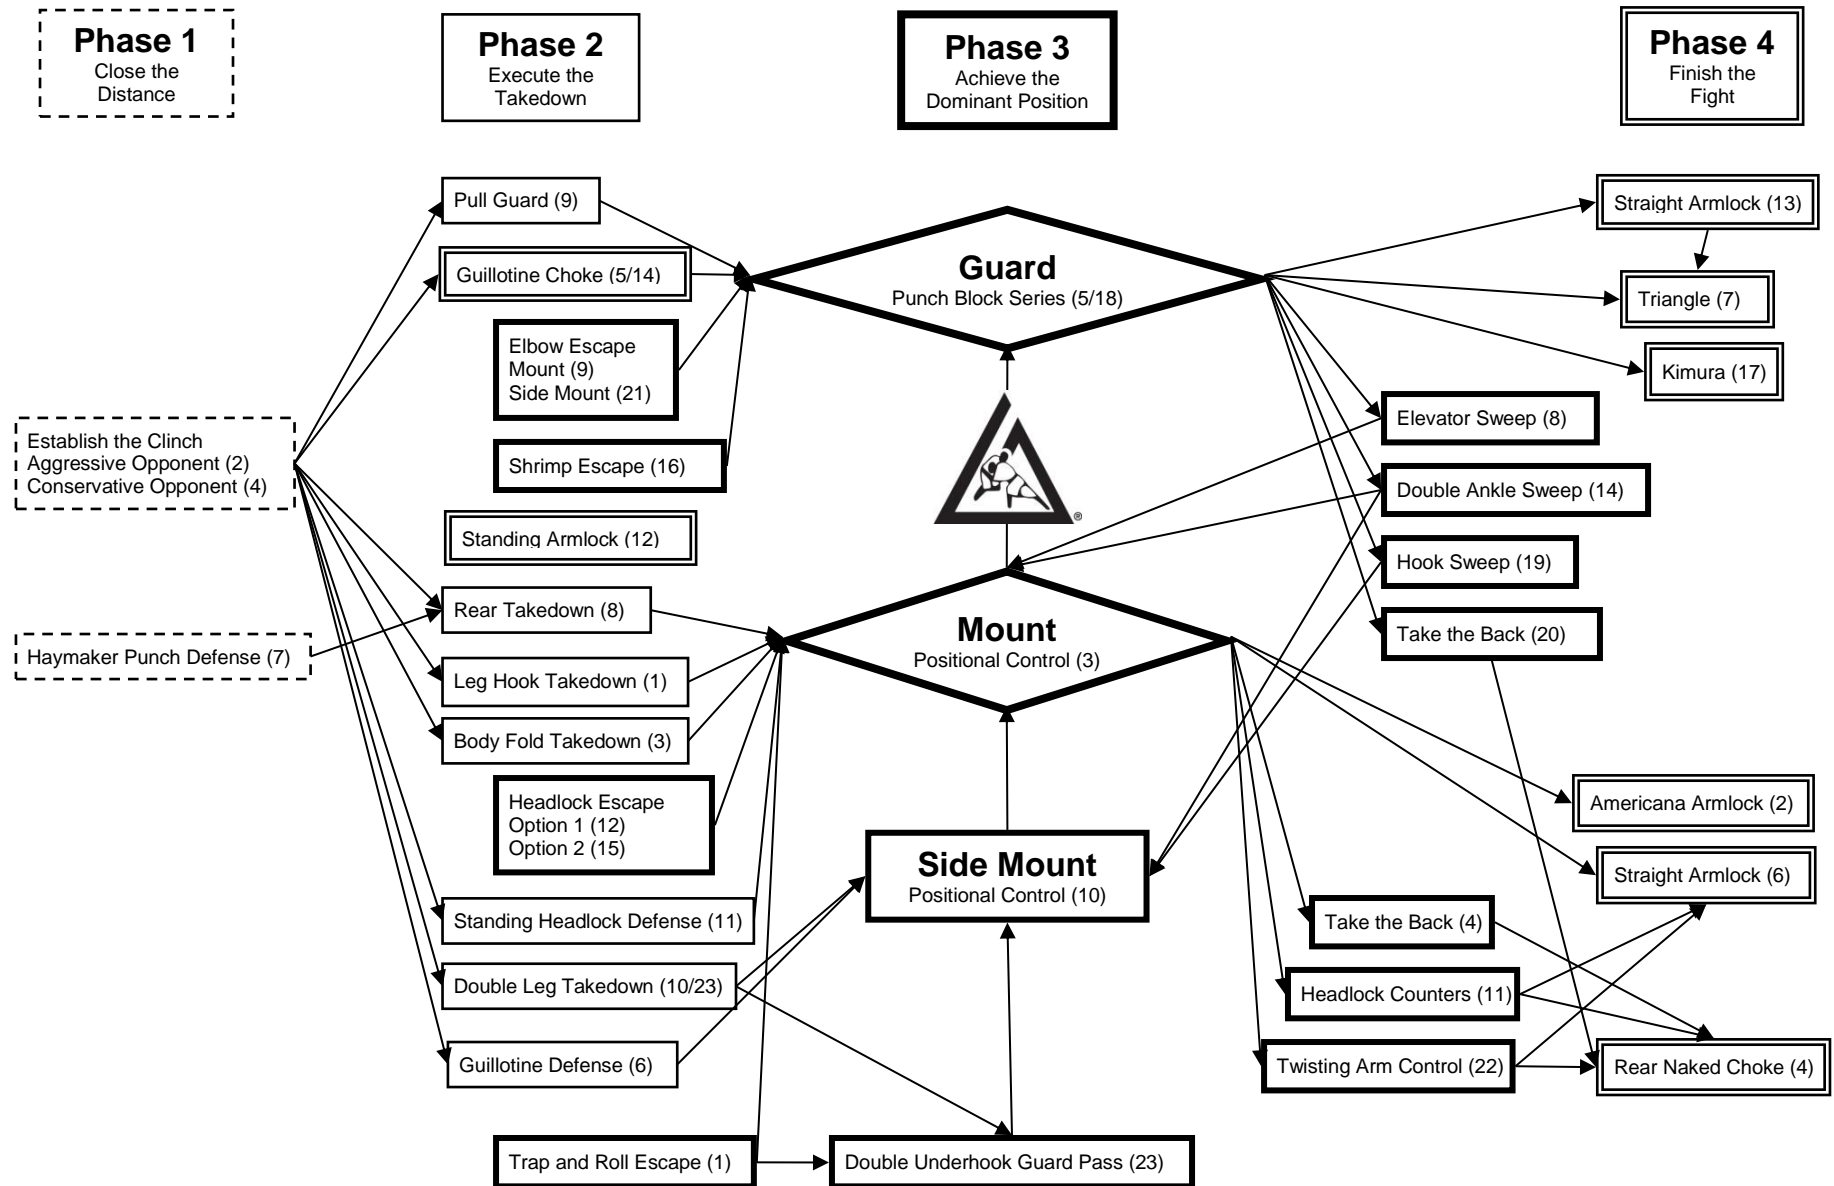 Phase 1
Close the
Distance
Phase 2
Execute the
Takedown
Phase 3
Achieve the
Dominant Position
Phase 4
Finish the
Fight
Pull Guard (9)
Guillotine Choke (5/14)
Elbow Escape
Mount (9)
Side Mount (21)
Shrimp Escape (16)
Establish the Clinch
Aggressive Opponent (2)
Conservative Opponent (4)
Standing Armlock (12)
Rear Takedown (8)
Haymaker Punch Defense (7)
Leg Hook Takedown (1)
Body Fold Takedown (3)
Headlock Escape
Option 1 (12)
Option 2 (15)
Standing Headlock Defense (11)
Double Leg Takedown (10/23)
Guillotine Defense (6)
Trap and Roll Escape (1)
Guard
Punch Block Series (5/18)
®
Mount
Positional Control (3)
Side Mount
Positional Control (10)
Double Underhook Guard Pass (23)
Straight Armlock (13)
Triangle (7)
Kimura (17)
Elevator Sweep (8)
Double Ankle Sweep (14)
Hook Sweep (19)
Take the Back (20)
Americana Armlock (2)
Straight Armlock (6)
Take the Back (4)
Headlock Counters (11)
Twisting Arm Control (22)
Rear Naked Choke (4)